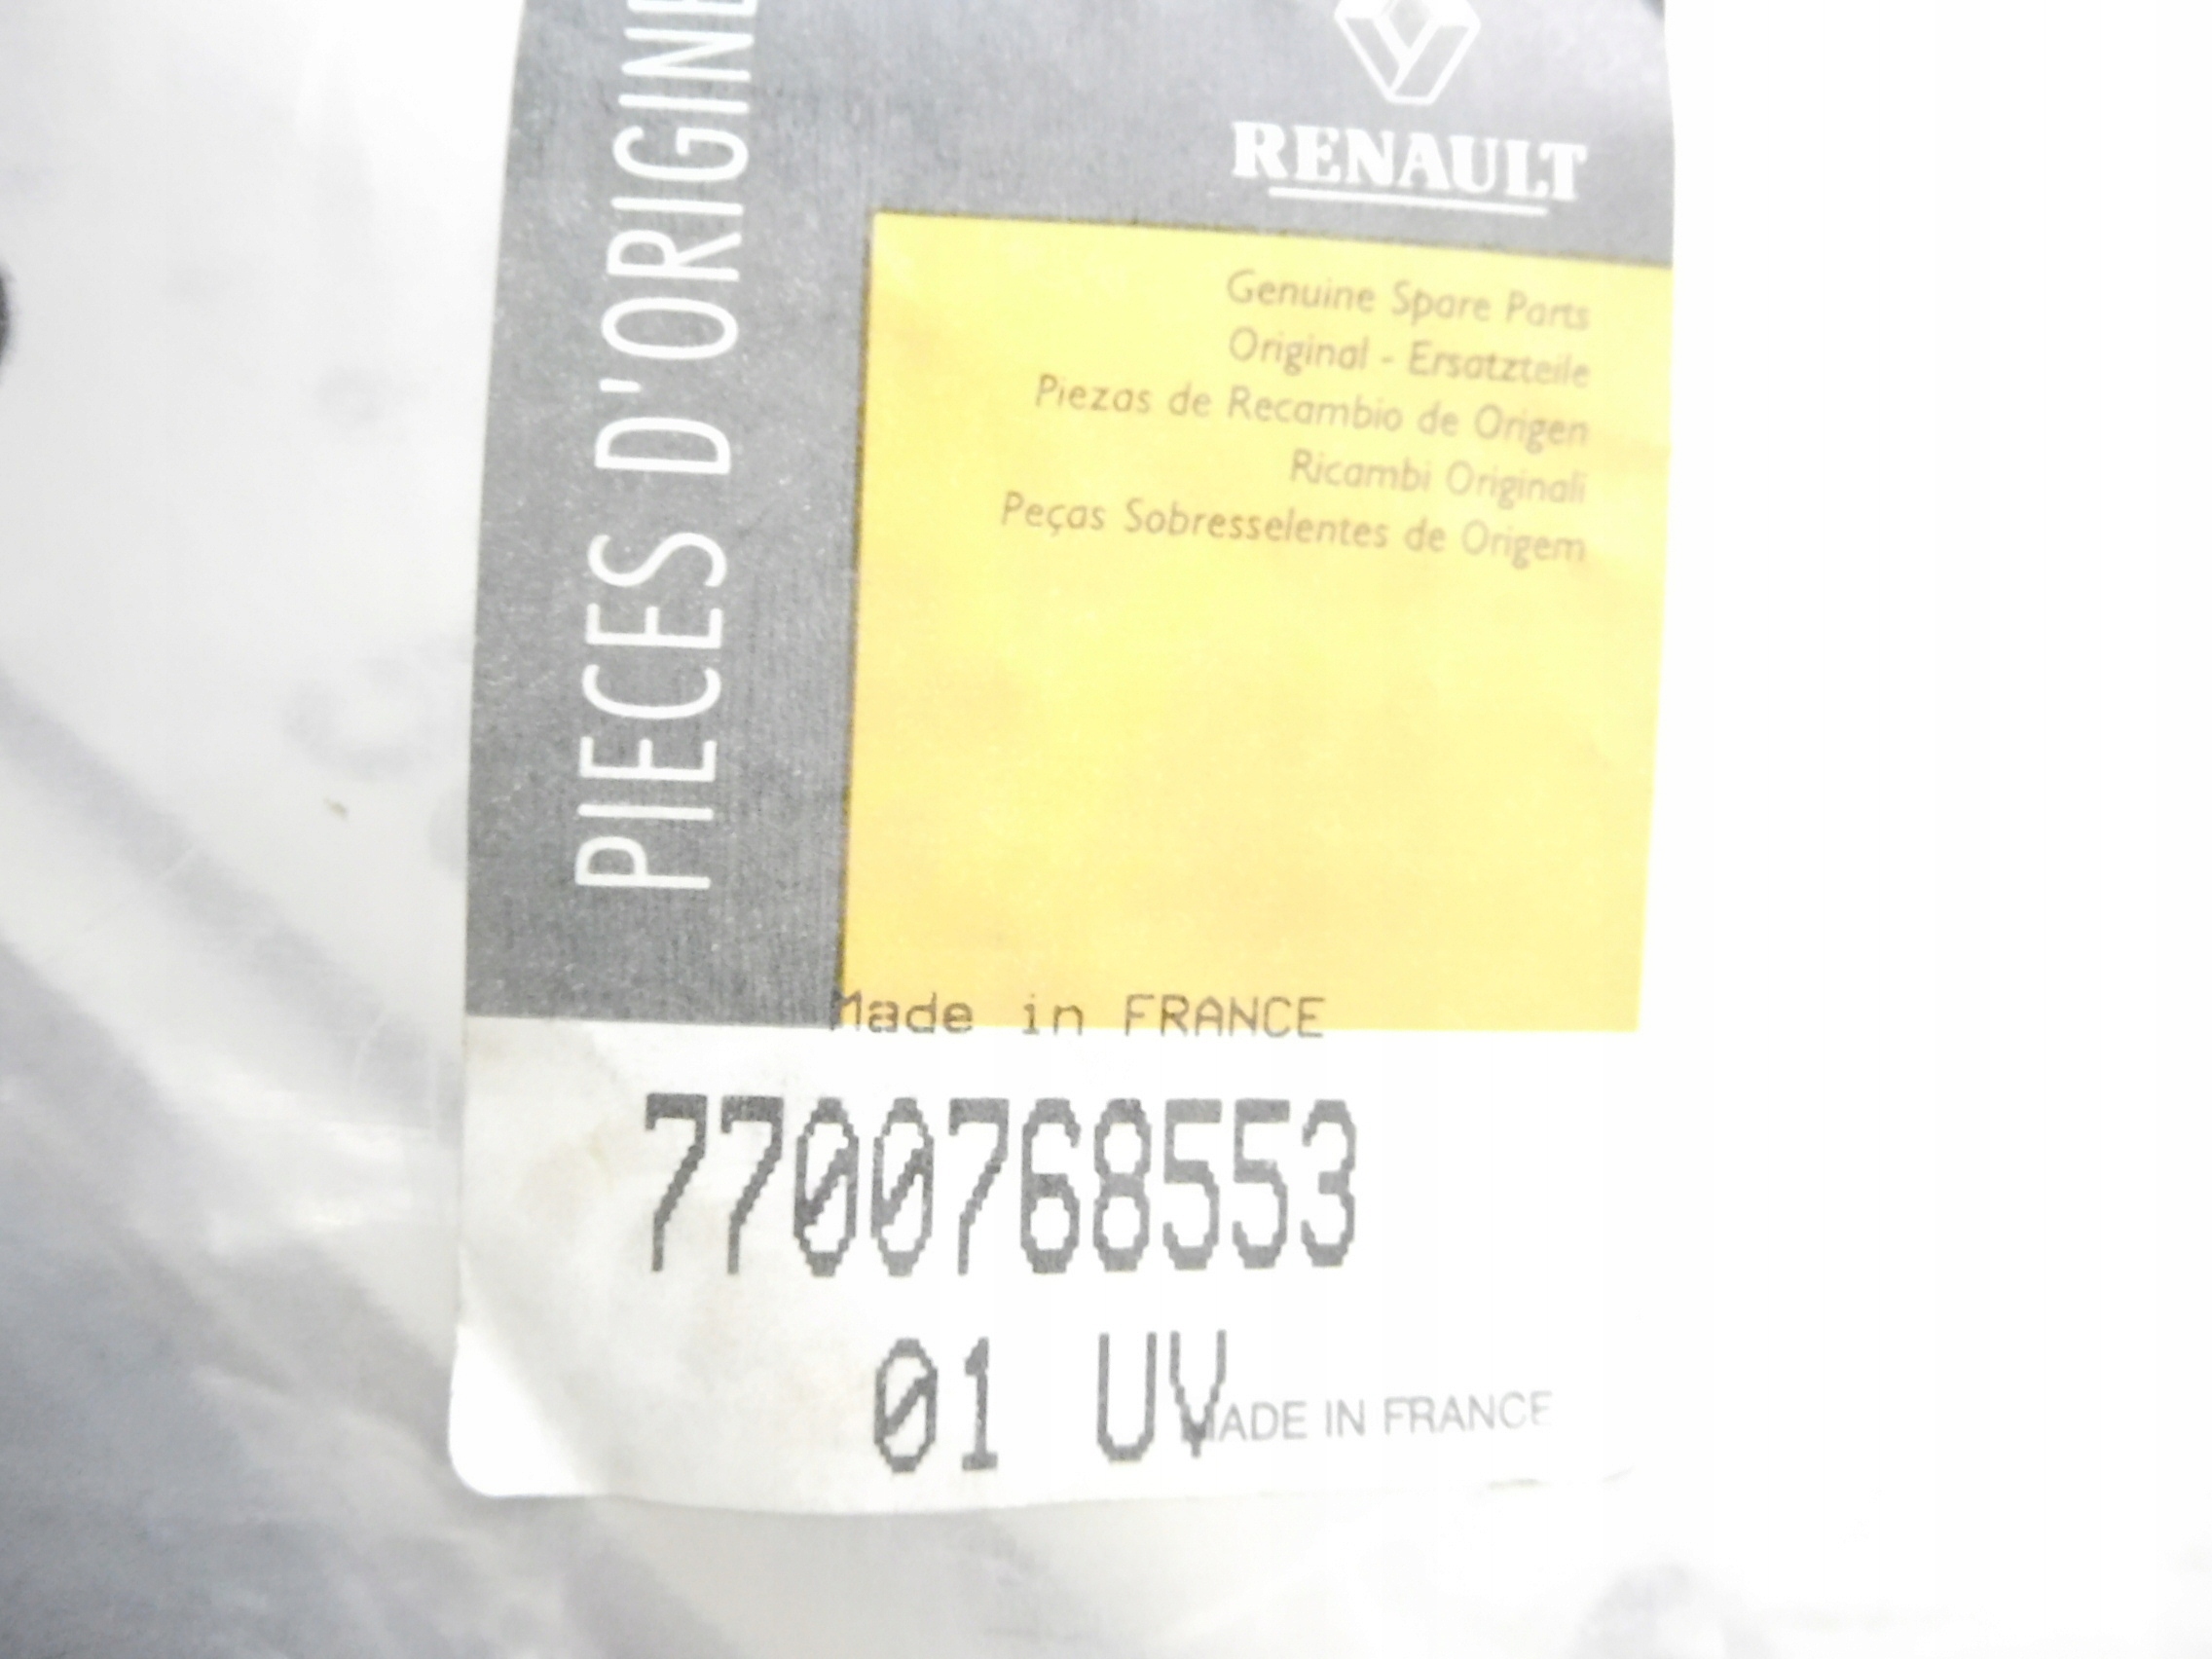 PIECES D'ORIGINE
RENAULT
Genuine Spare Parts
Original - Ersatzteile
Piezas de Recambio de Origen
Ricambi Originali
Peças Sobresselentes de Origem
Made in FRANCE
7700768553
01 UV
MADE IN FRANCE